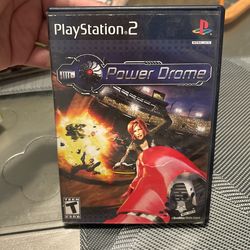 PlayStation.2
Power Drome
TEEN
T